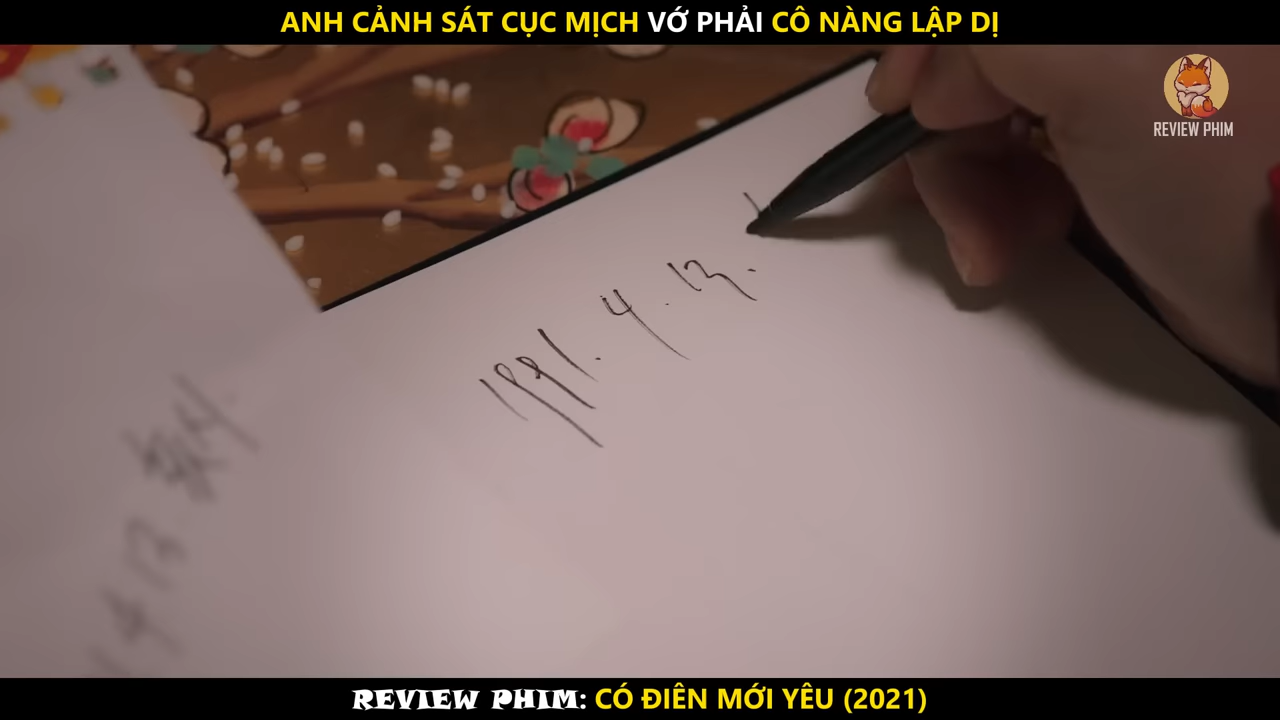 ANH CẢNH SÁT CỤC MỊCH VỚ PHẢI CÔ NÀNG LẬP DỊ
REVIEW PHIM
1991. 4. 13.
REVIEW PHIM: CÓ ĐIÊN MỚI YÊU (2021)